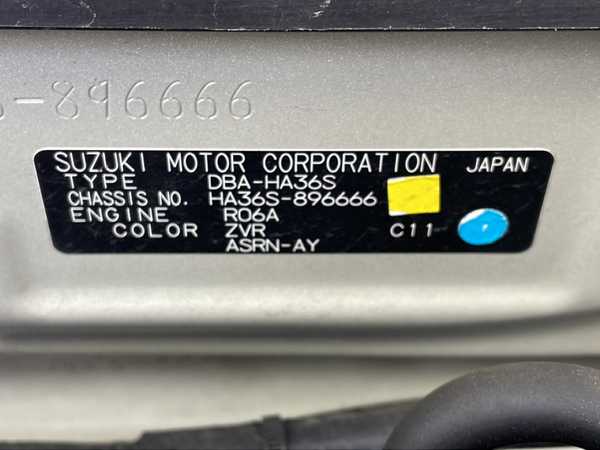 -896666
SUZUKI MOTOR CORPORATION JAPAN
TYPE DBA-HA36S
CHASSIS NO. HA36S-896666
ENGINE R06A
COLOR ZVR C11
ASRN-AY